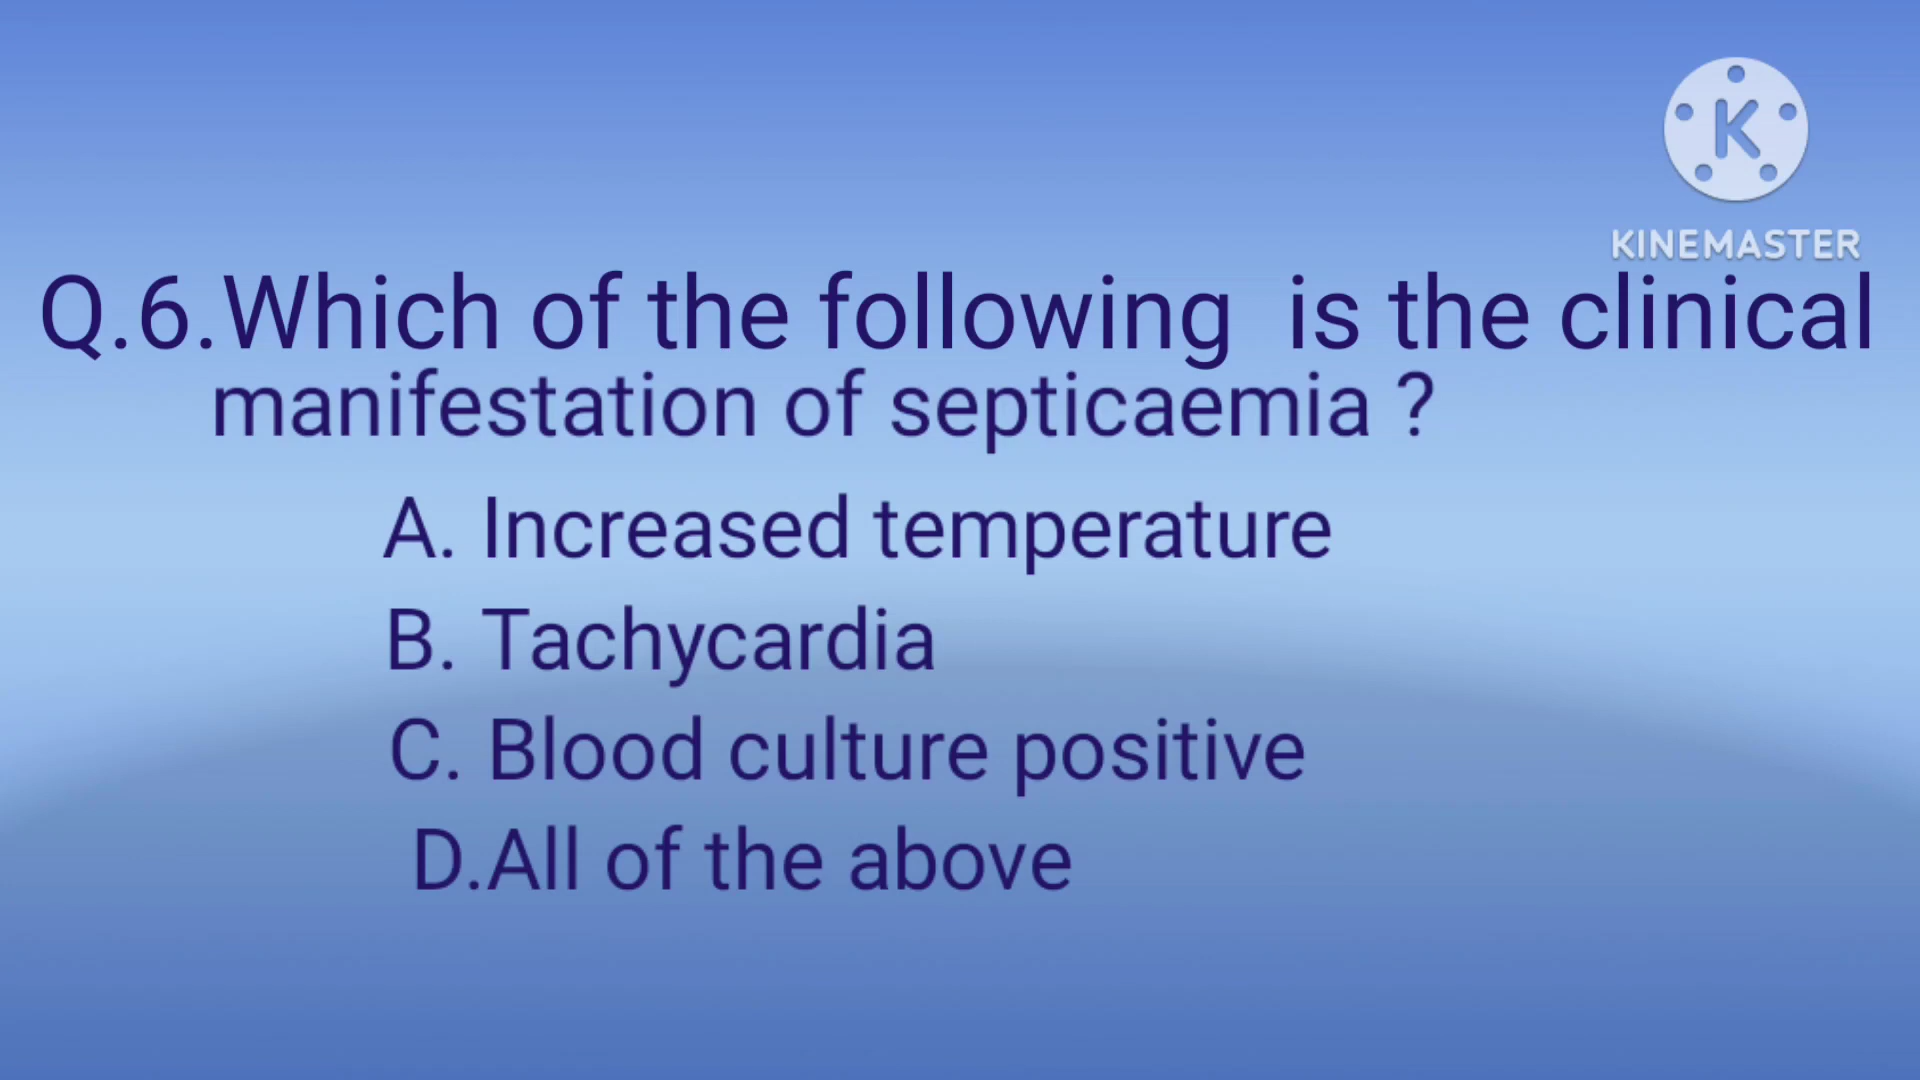 K
KINEMASTER
Q.6.Which of the following is the clinical
manifestation of septicaemia ?
A. Increased temperature
B. Tachycardia
C. Blood culture positive
D.All of the above